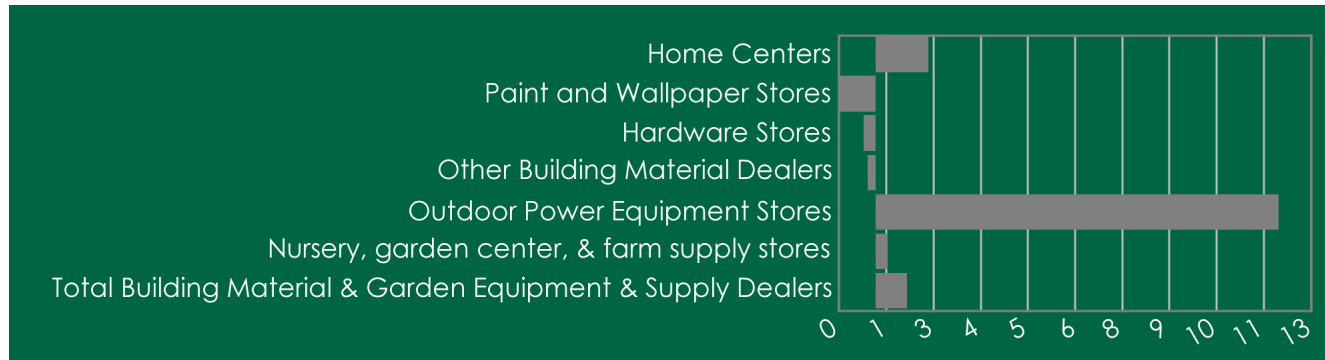 Home Centers
Paint and Wallpaper Stores
Hardware Stores
Other Building Material Dealers
Outdoor Power Equipment Stores
Nursery, garden center, & farm supply stores
Total Building Material & Garden Equipment & Supply Dealers
0 1 3 4 5 6 8 9 10 11 13